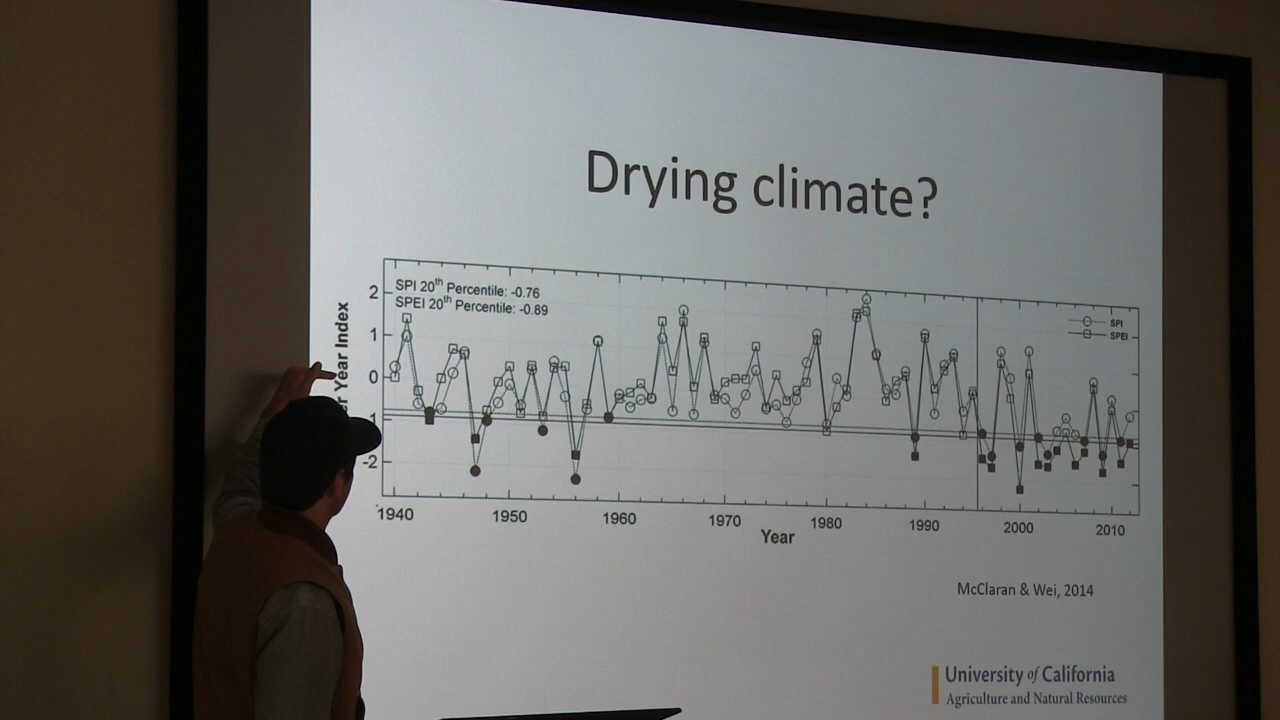 Drying climate?
SPI 20th Percentile: -0.76
SPEI 20th Percentile: -0.89
SPI
SPEI
2
1
0
-1
-2
Year Index
1940 1950 1960 1970 1980 1990 2000 2010
Year
McClaran & Wei, 2014
University of California
Agriculture and Natural Resources